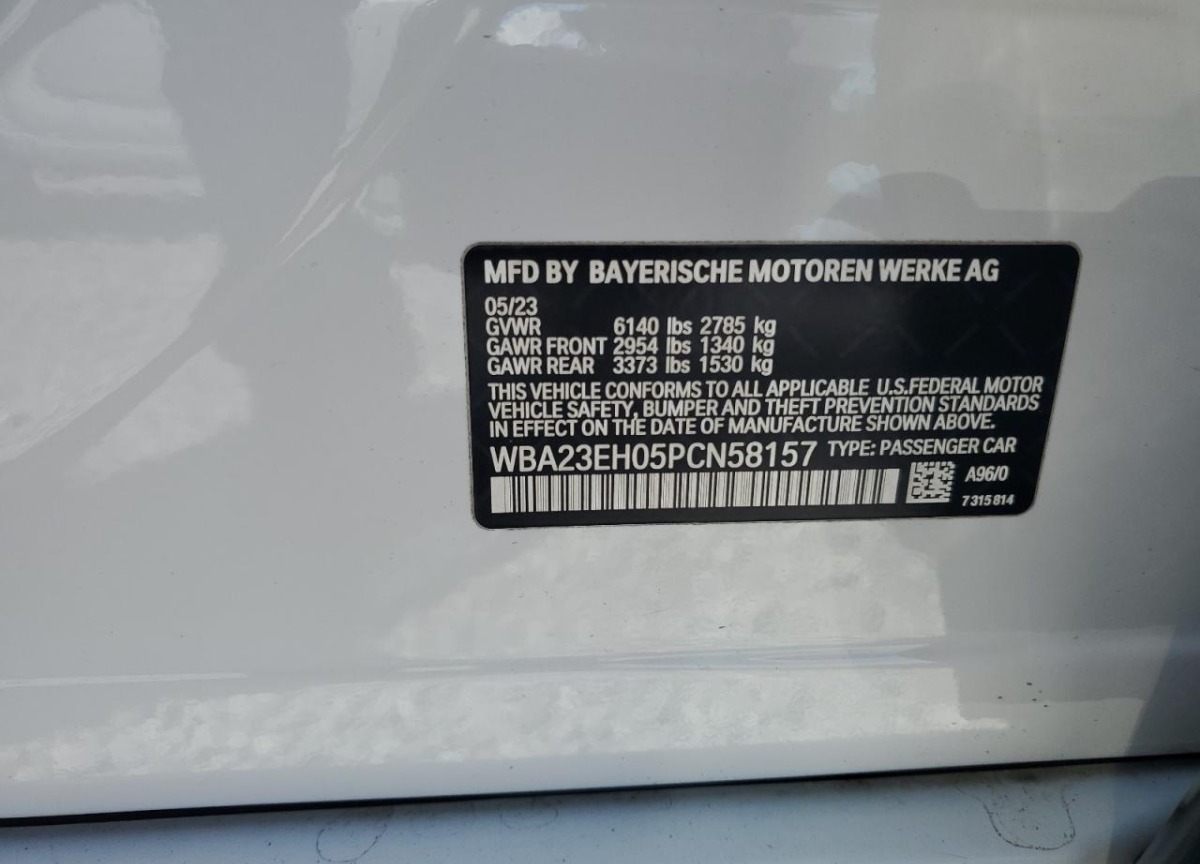 MFD BY BAYERISCHE MOTOREN WERKE AG
05/23
GVWR 6140 lbs 2785 kg
GAWR FRONT 2954 lbs 1340 kg
GAWR REAR 3373 lbs 1530 kg
THIS VEHICLE CONFORMS TO ALL APPLICABLE U.S.FEDERAL MOTOR
VEHICLE SAFETY, BUMPER AND THEFT PREVENTION STANDARDS
IN EFFECT ON THE DATE OF MANUFACTURE SHOWN ABOVE.
WBA23EH05PCN58157 TYPE: PASSENGER CAR
A96/0
7315814